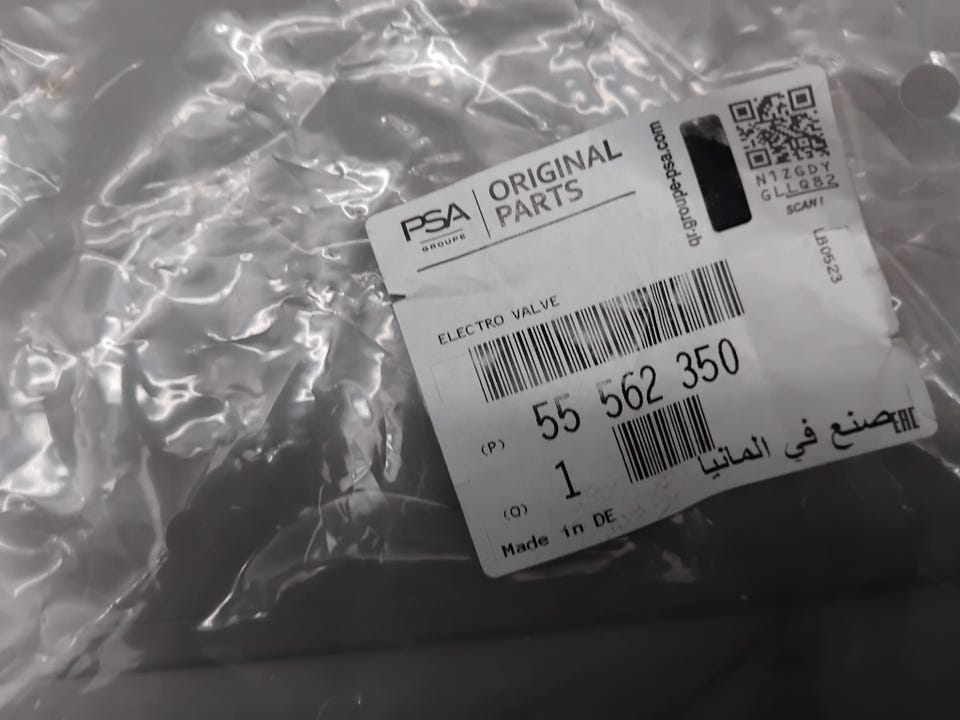 PSA
GROUPE
ORIGINAL
PARTS
qr.groupe-psa.com
N1ZGDY
GLLQ8Z
SCAN!
LB0523
ELECTRO VALVE
(P) 55 562 350
(Q) 1
Made in DE
صنع في المانيا
EAC